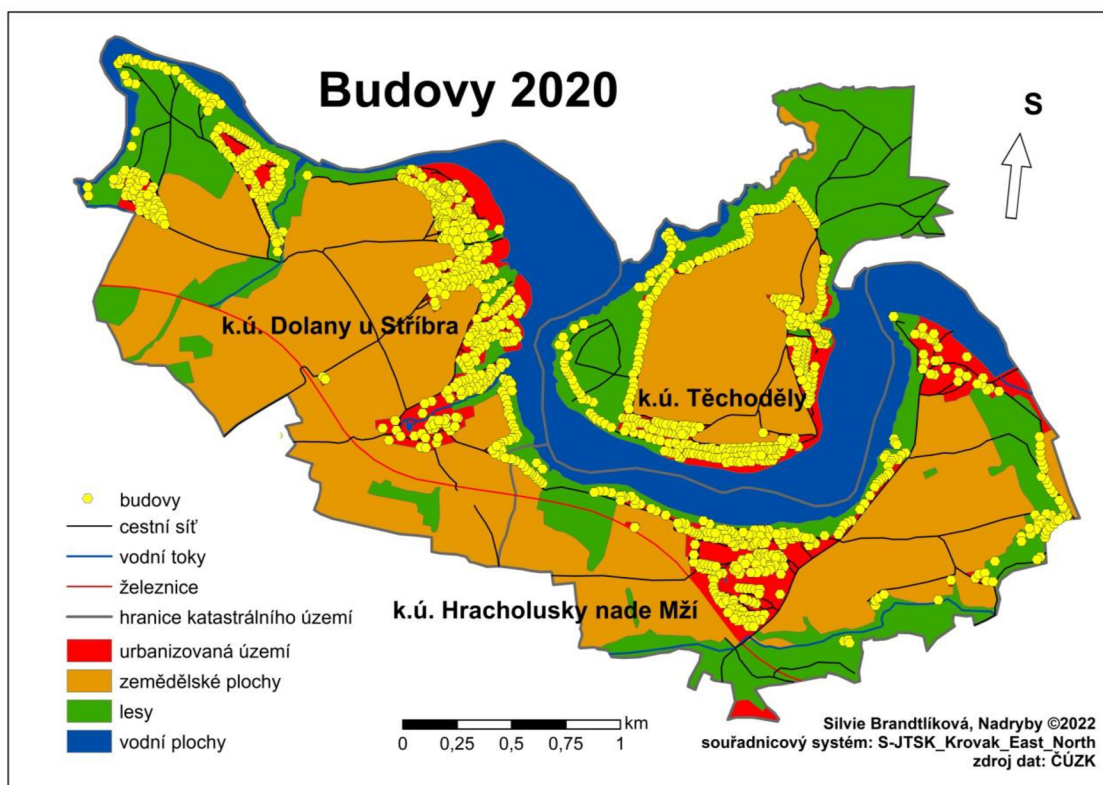 Budovy 2020
S
k.ú. Dolany u Stříbra
k.ú. Těchoděly
k.ú. Hracholusky nade Mží
budovy
cestní síť
vodní toky
železnice
hranice katastrálního území
urbanizovaná území
zemědělské plochy
lesy
vodní plochy
km
0 0,25 0,5 0,75 1
Silvie Brandtlíková, Nadryby ©2022
souřadnicový systém: S-JTSK_Krovak_East_North
zdroj dat: ČÚZK